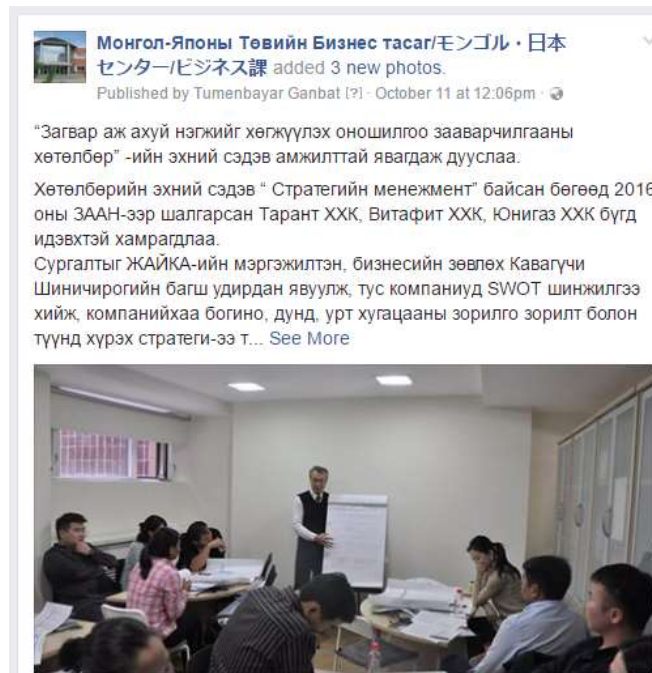 Монгол-Японы Төвийн Бизнес тасаг/モンゴル・日本
センター/ビジネス課 added 3 new photos.
Published by Tumenbayar Ganbat [?] · October 11 at 12:06pm ·
“Загвар аж ахуй нэгжийг хөгжүүлэх оношилгоо зааварчилгааны
хөтөлбөр” -ийн эхний сэдэв амжилттай явагдаж дууслаа.
Хөтөлбөрийн эхний сэдэв “ Стратегийн менежмент” байсан бөгөөд 2016
оны ЗААН-ээр шалгарсан Тарант ХХК, Витафит ХХК, Юнигаз ХХК бүгд
идэвхтэй хамрагдлаа.
Сургалтыг ЖАЙКА-ийн мэргэжилтэн, бизнесийн зөвлөх Кавагүчи
Шиничирогийн багш удирдан явуулж, тус компаниуд SWOT шинжилгээ
хийж, компанийхаа богино, дунд, урт хугацааны зорилго зорилт болон
түүнд хүрэх стратеги-ээ т... See More